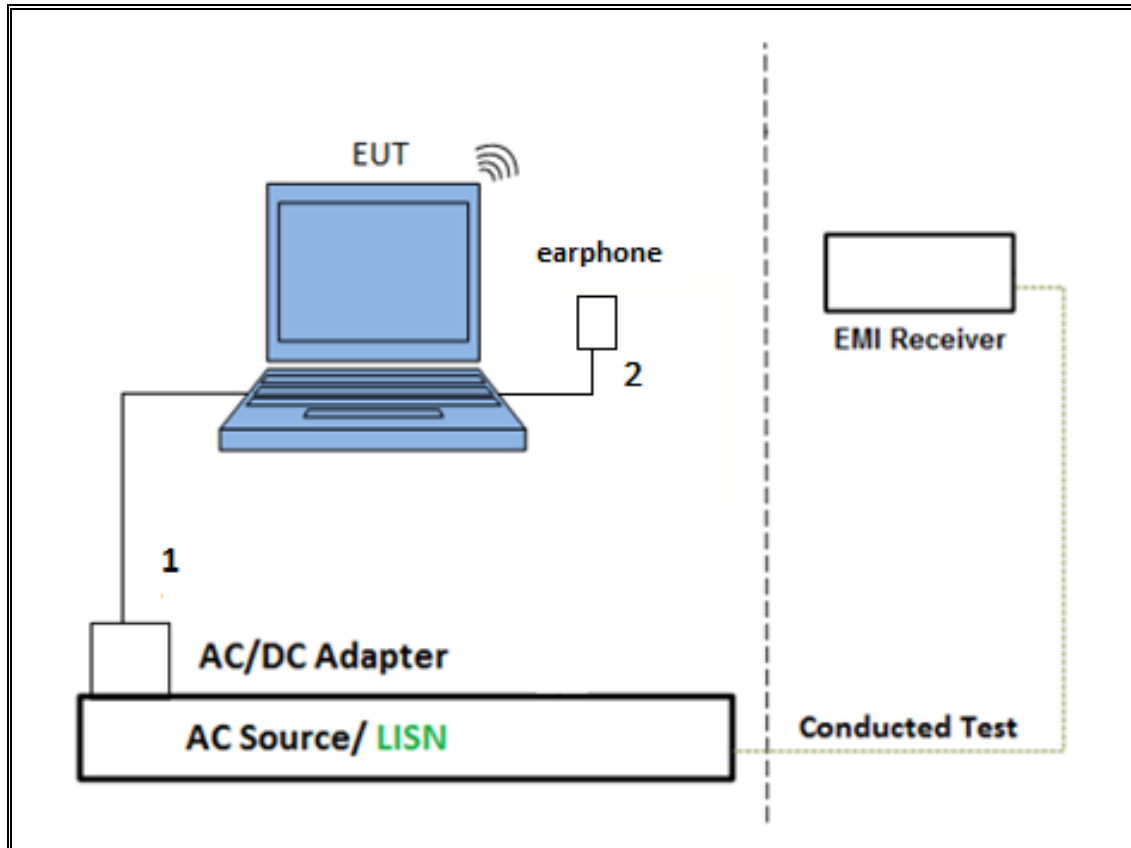 EUT
earphone
2
EMI Receiver
1
AC/DC Adapter
AC Source/ LISN
Conducted Test